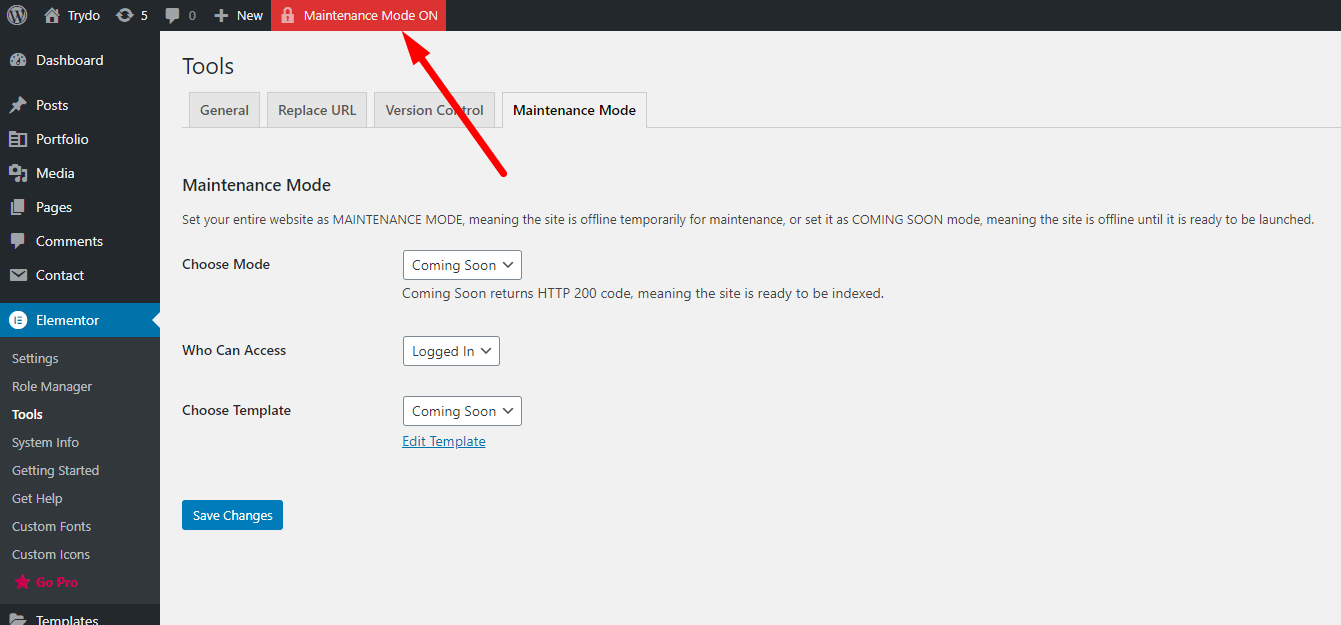 Trydo 5 0 New Maintenance Mode ON
Dashboard
Posts
Portfolio
Media
Pages
Comments
Contact
Elementor
Settings
Role Manager
Tools
System Info
Getting Started
Get Help
Custom Fonts
Custom Icons
Go Pro
Templates
Tools
General Replace URL Version Control Maintenance Mode
Maintenance Mode
Set your entire website as MAINTENANCE MODE, meaning the site is offline temporarily for maintenance, or set it as COMING SOON mode, meaning the site is offline until it is ready to be launched.
Choose Mode Coming Soon
Coming Soon returns HTTP 200 code, meaning the site is ready to be indexed.
Who Can Access Logged In
Choose Template Coming Soon
Edit Template
Save Changes